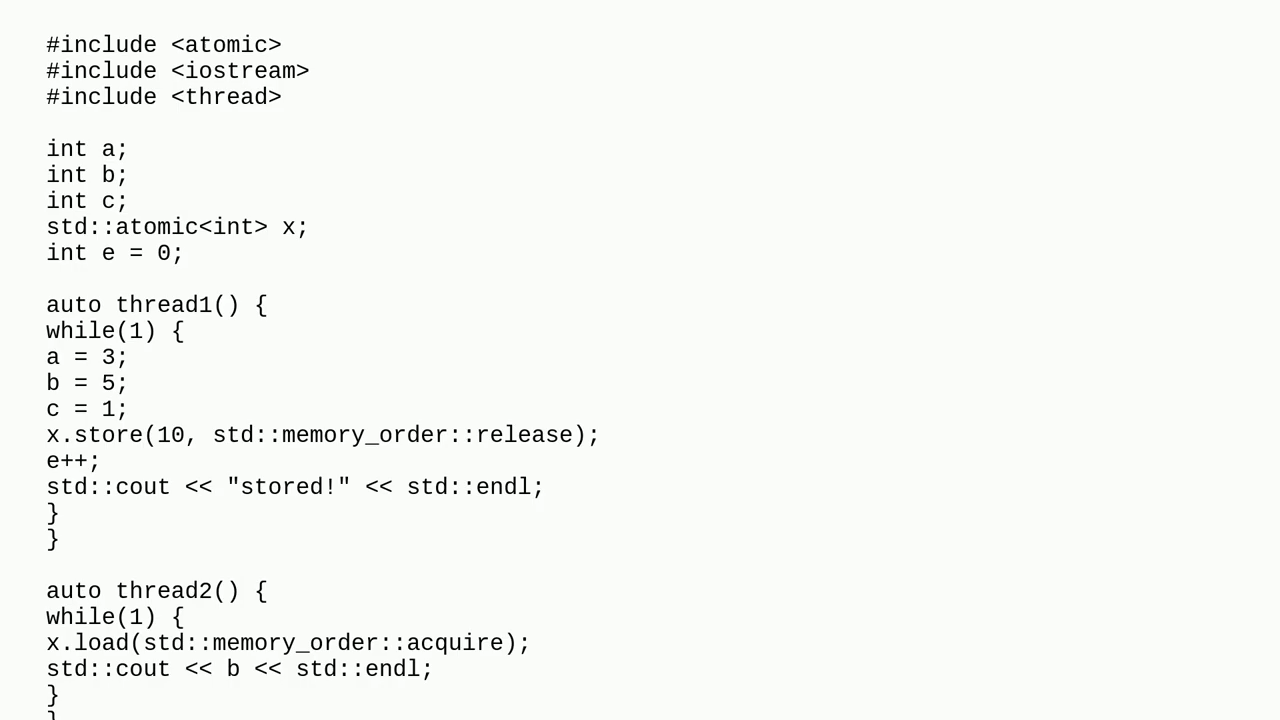 #include <atomic>
#include <iostream>
#include <thread>

int a;
int b;
int c;
std::atomic<int> x;
int e = 0;

auto thread1() {
while(1) {
a = 3;
b = 5;
c = 1;
x.store(10, std::memory_order::release);
e++;
std::cout << "stored!" << std::endl;
}
}

auto thread2() {
while(1) {
x.load(std::memory_order::acquire);
std::cout << b << std::endl;
}
}